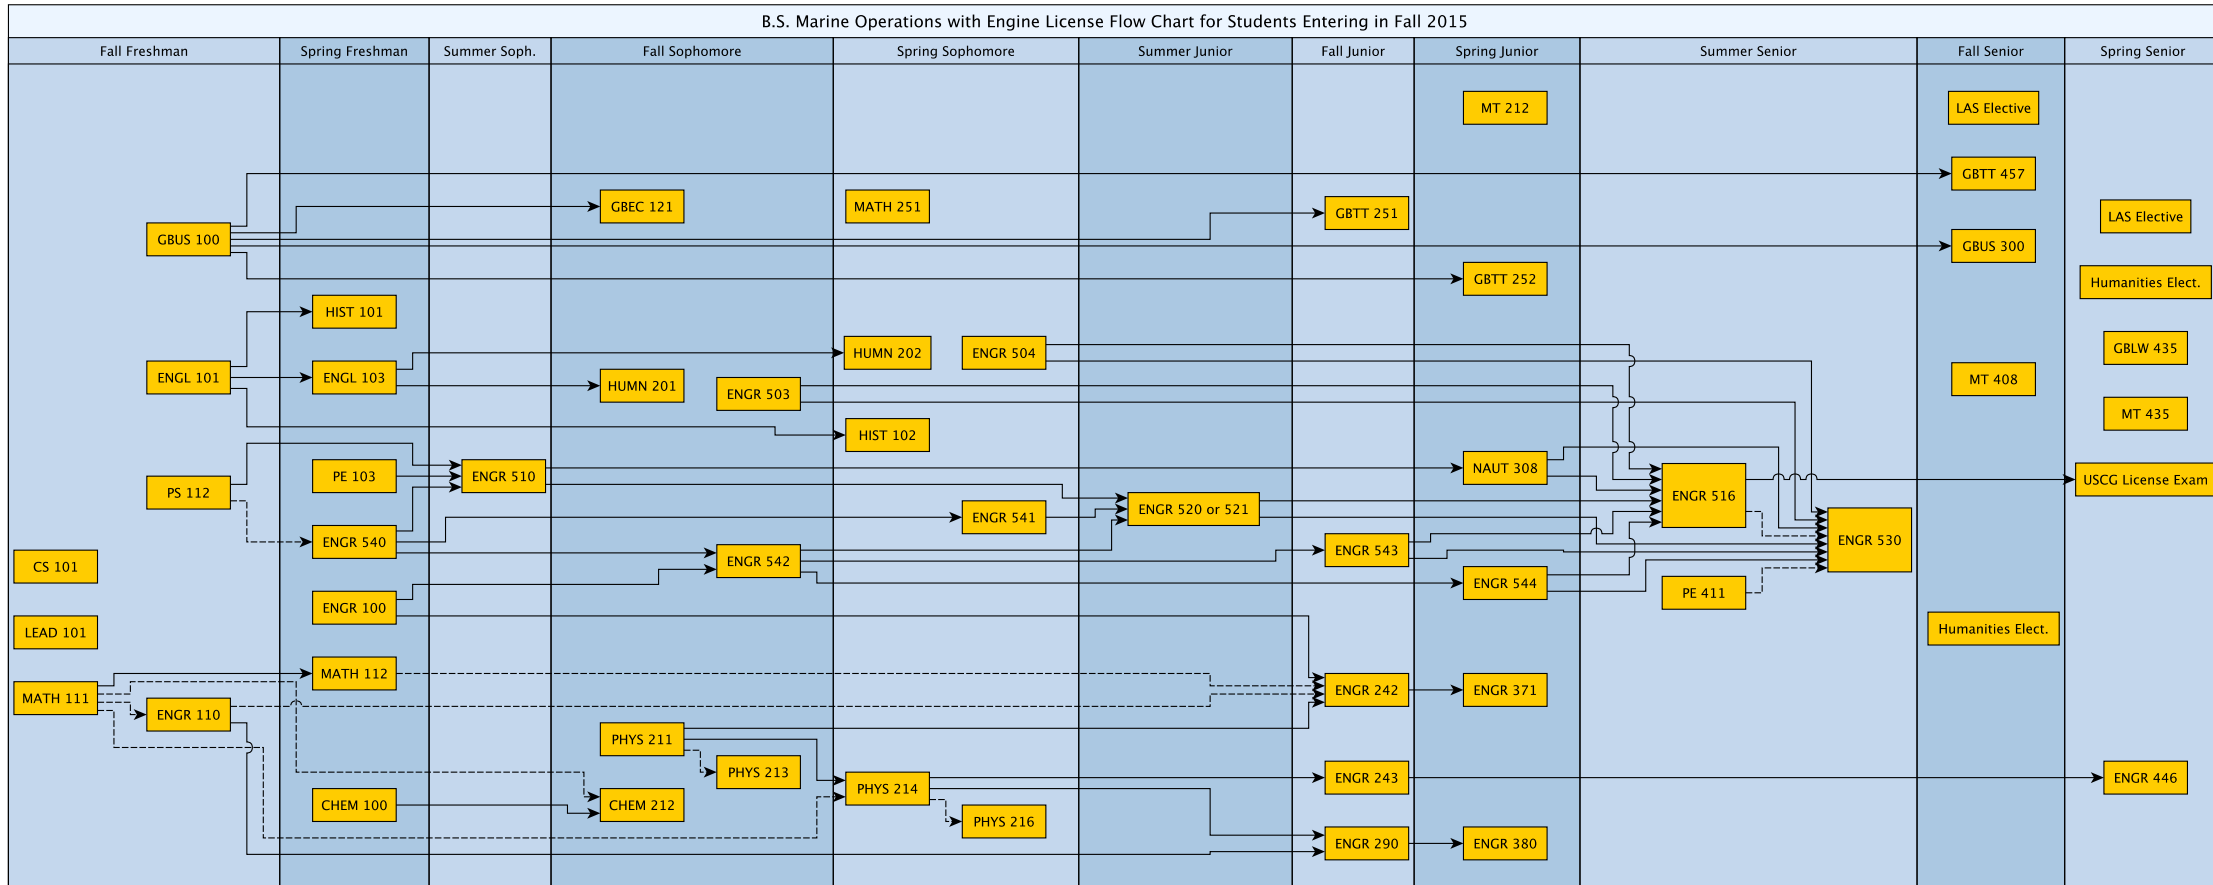 B.S. Marine Operations with Engine License Flow Chart for Students Entering in Fall 2015
Fall Freshman
Spring Freshman
Summer Soph.
Fall Sophomore
Spring Sophomore
Summer Junior
Fall Junior
Spring Junior
Summer Senior
Fall Senior
Spring Senior
GBUS 100
ENGL 101
PS 112
CS 101
LEAD 101
MATH 111
ENGR 110
HIST 101
ENGL 103
PE 103
ENGR 540
ENGR 100
MATH 112
CHEM 100
ENGR 510
GBEC 121
HUMN 201
ENGR 503
ENGR 542
PHYS 211
PHYS 213
CHEM 212
MATH 251
HUMN 202
ENGR 504
HIST 102
ENGR 541
PHYS 214
PHYS 216
ENGR 520 or 521
GBTT 251
ENGR 543
ENGR 242
ENGR 243
ENGR 290
MT 212
GBTT 252
NAUT 308
ENGR 544
ENGR 371
ENGR 380
ENGR 516
ENGR 530
PE 411
LAS Elective
GBTT 457
GBUS 300
MT 408
Humanities Elect.
LAS Elective
Humanities Elect.
GBLW 435
MT 435
USCG License Exam
ENGR 446